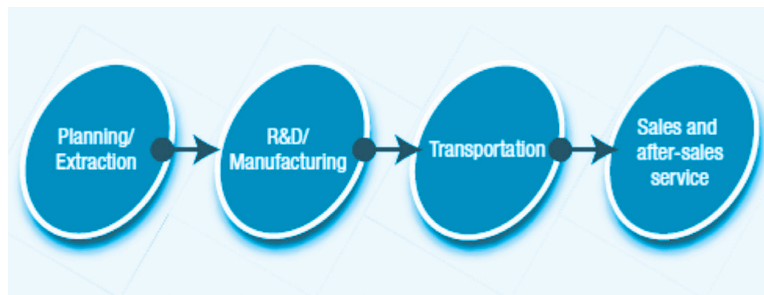 Planning/
Extraction
R&D/
Manufacturing
Transportation
Sales and
after-sales
service